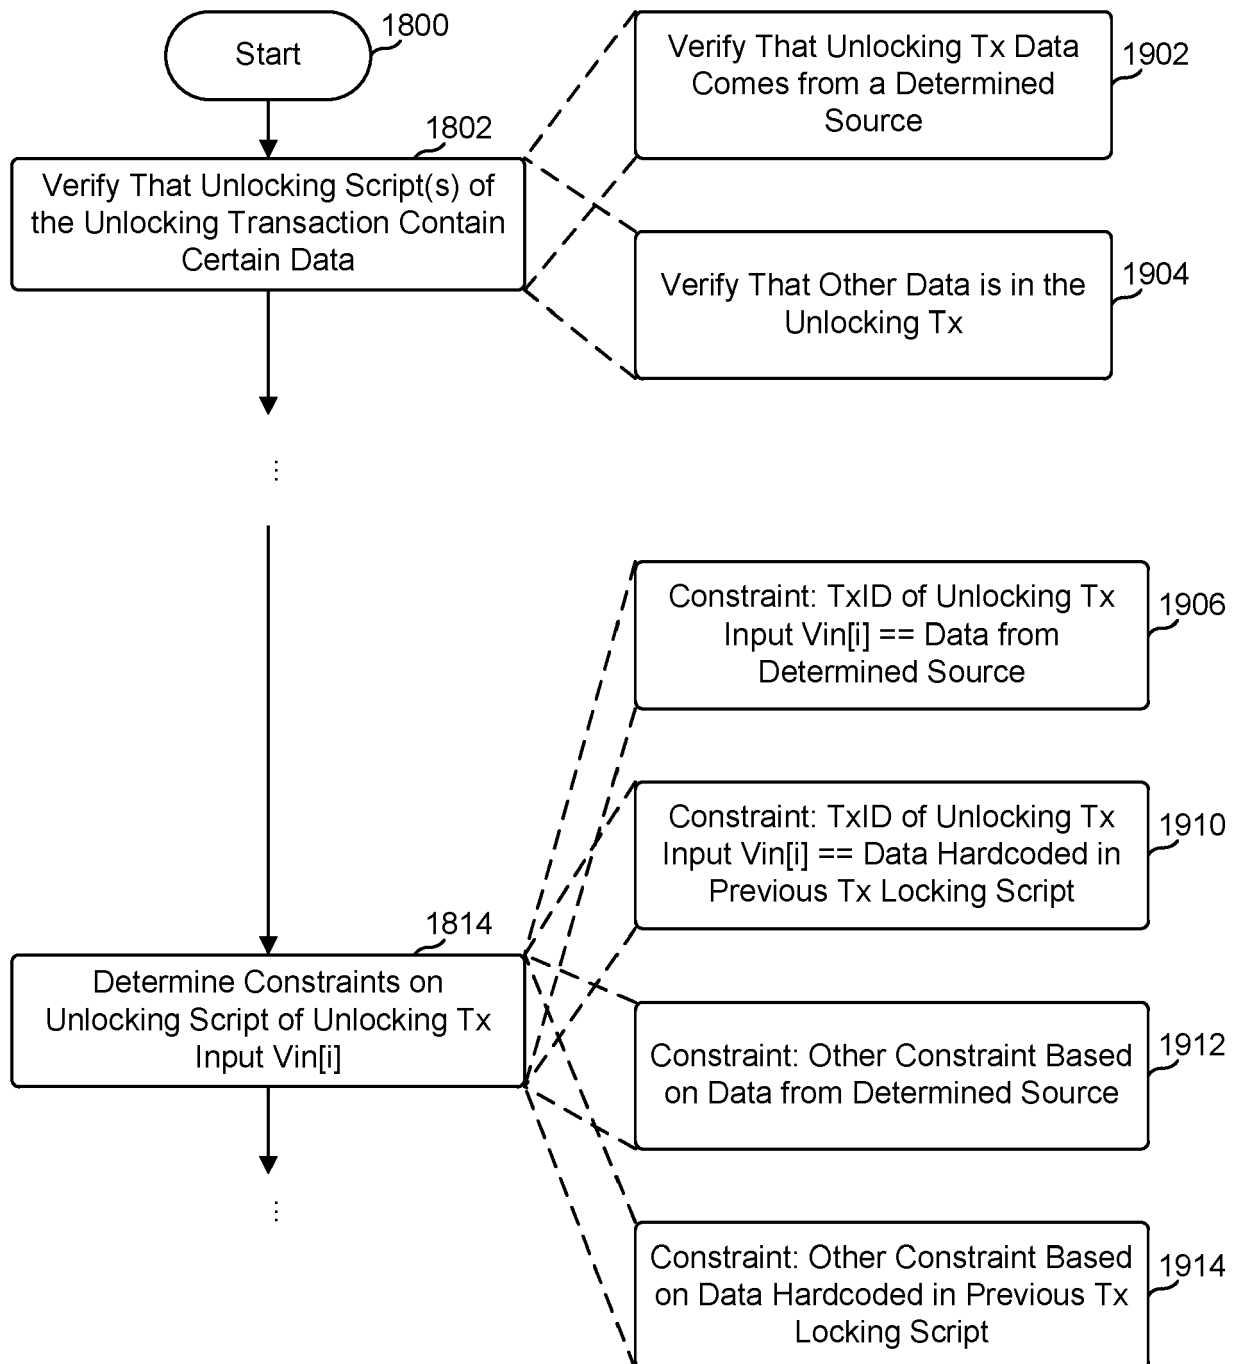 Start
1800
1802
Verify That Unlocking Script(s) of
the Unlocking Transaction Contain
Certain Data
Verify That Unlocking Tx Data
Comes from a Determined
Source
1902
Verify That Other Data is in the
Unlocking Tx
1904
...
Constraint: TxID of Unlocking Tx
Input Vin[i] == Data from
Determined Source
1906
Constraint: TxID of Unlocking Tx
Input Vin[i] == Data Hardcoded in
Previous Tx Locking Script
1910
1814
Determine Constraints on
Unlocking Script of Unlocking Tx
Input Vin[i]
Constraint: Other Constraint Based
on Data from Determined Source
1912
...
Constraint: Other Constraint Based
on Data Hardcoded in Previous Tx
Locking Script
1914